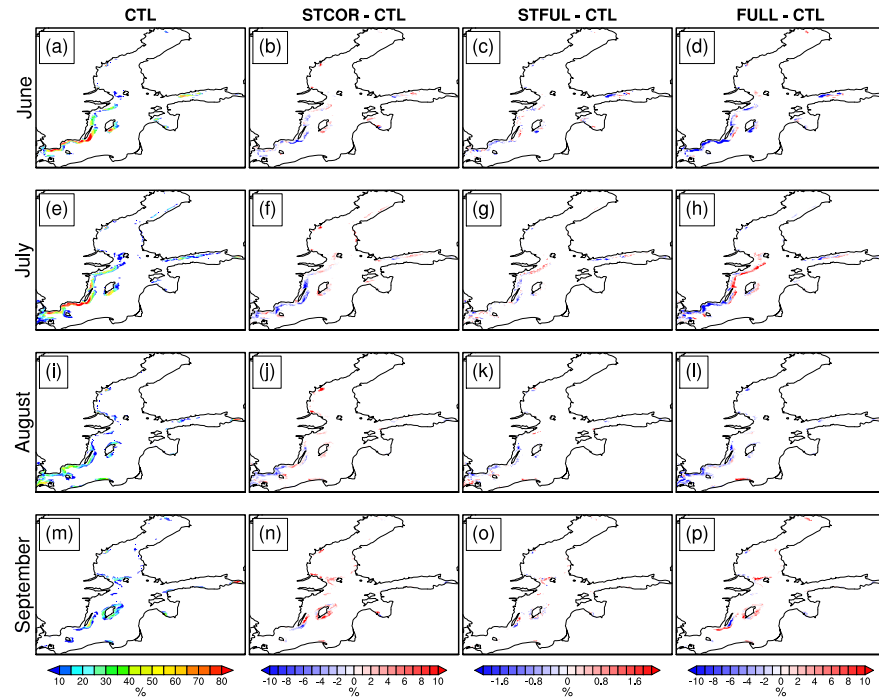 CTL STCOR - CTL STFUL - CTL FULL - CTL
June
(a) (b) (c) (d)
July
(e) (f) (g) (h)
August
(i) (j) (k) (l)
September
(m) (n) (o) (p)
10 20 30 40 50 60 70 80 -10 -8 -6 -4 -2 0 2 4 6 8 10 -1.6 -0.8 0 0.8 1.6 -10 -8 -6 -4 -2 0 2 4 6 8 10
% % % %